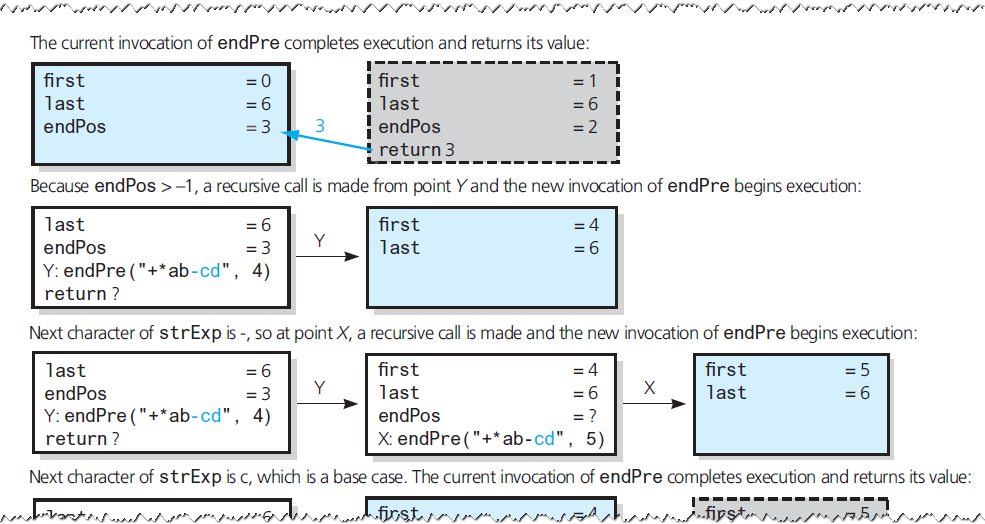 The current invocation of endPre completes execution and returns its value:
first = 0 first = 1
last = 6 last = 6
endPos = 3 3 endPos = 2
return 3
Because endPos > –1, a recursive call is made from point Y and the new invocation of endPre begins execution:
last = 6 first = 4
endPos = 3 Y last = 6
Y: endPre("+*ab-cd", 4)
return ?
Next character of strExp is -, so at point X, a recursive call is made and the new invocation of endPre begins execution:
last = 6 first = 4 first = 5
endPos = 3 Y last = 6 X last = 6
Y: endPre("+*ab-cd", 4) endPos = ?
return ? X: endPre("+*ab-cd", 5)
Next character of strExp is c, which is a base case. The current invocation of endPre completes execution and returns its value:
last = 6 first = 4 first = 5